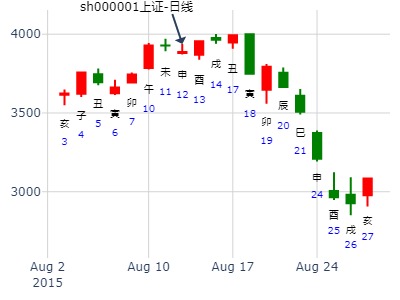 sh000001上证-日线
4000
3500
3000
亥
3
子
4
丑
5
寅
6
卯
7
午
10
未
11
申
12
酉
13
戌
14
丑
17
寅
18
卯
19
辰
20
巳
21
申
24
酉
25
戌
26
亥
27
Aug 2
2015
Aug 10
Aug 17
Aug 24